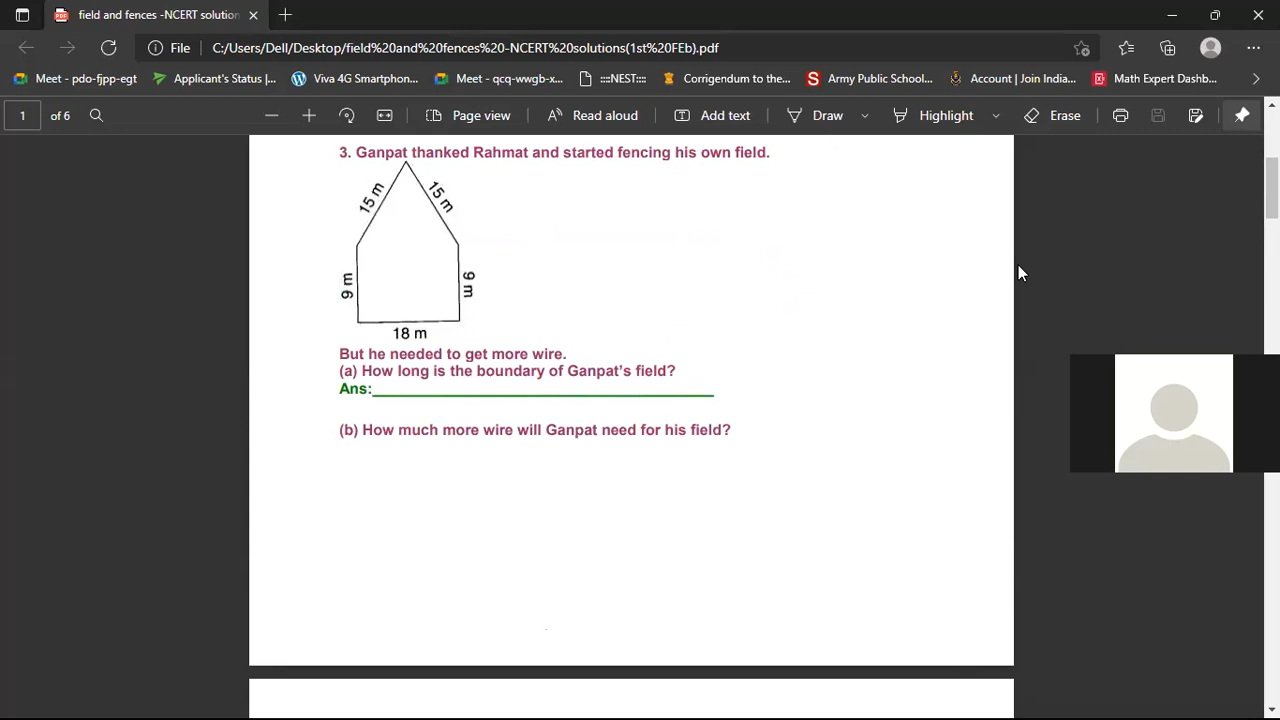 field and fences -NCERT solution
File C:/Users/Dell/Desktop/field%20and%20fences%20-NCERT%20solutions(1st%20FEb).pdf
Meet - pdo-fjpp-egt Applicant's Status |... Viva 4G Smartphon... Meet - qcq-wwgb-x... ::::NEST:::: Corrigendum to the... Army Public School... Account | Join India... Math Expert Dashb...
1 of 6 Page view Read aloud Add text Draw Highlight Erase
3. Ganpat thanked Rahmat and started fencing his own field.
15 m 15 m
9 m 9 m
18 m
But he needed to get more wire.
(a) How long is the boundary of Ganpat's field?
Ans:
(b) How much more wire will Ganpat need for his field?